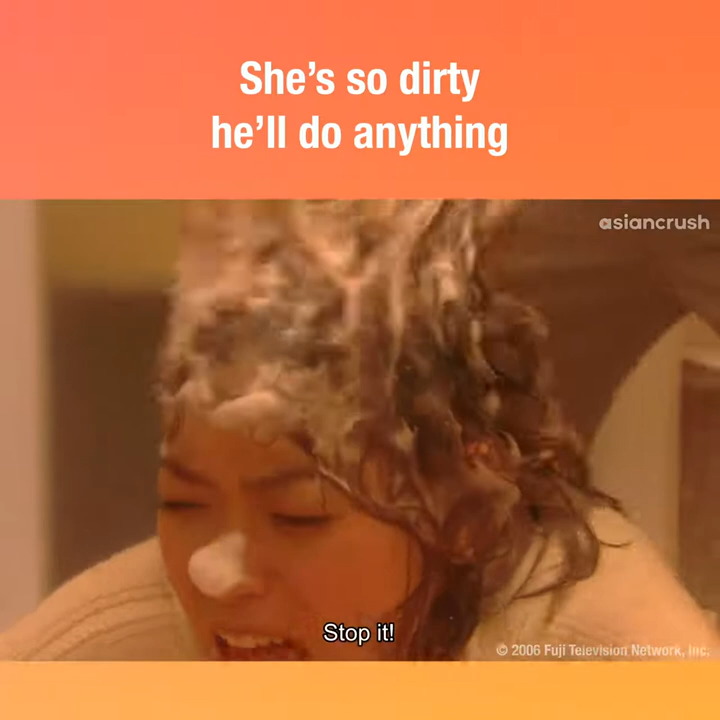 She's so dirty
he'll do anything
asiancrush
Stop it!
© 2006 Fuji Television Network, Inc.